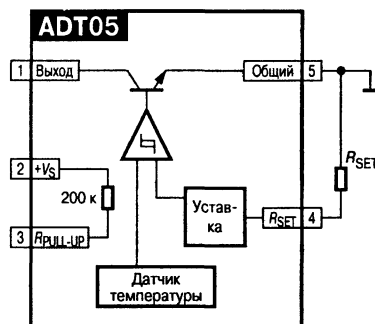 ADT05
1 Выход
Общий 5
2 +VS
200 к
3 RPULL-UP
Устав-
ка
RSET 4
RSET
Датчик
температуры